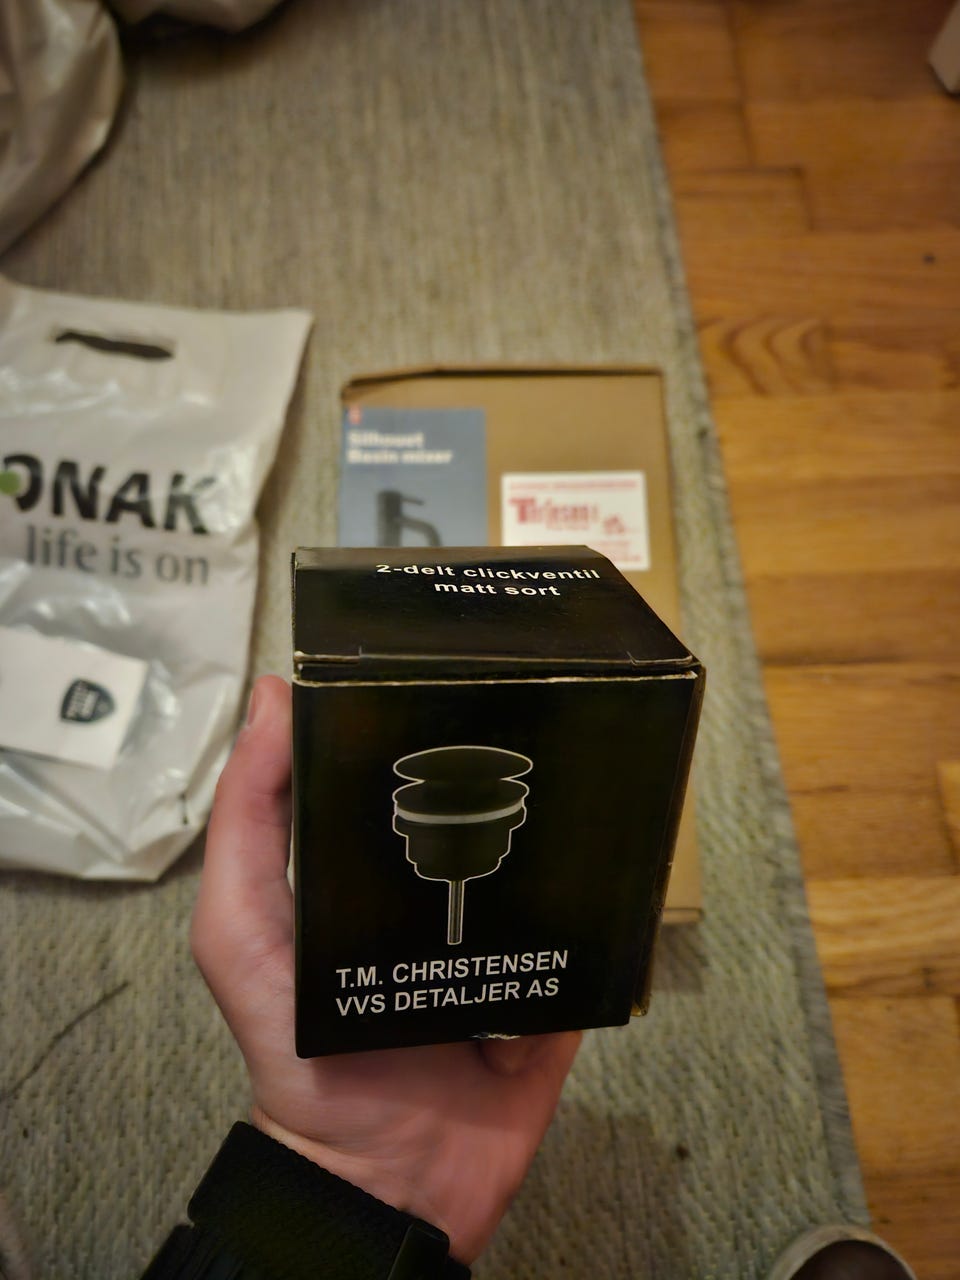 ONAK
life is on
Silhouet
Basin mixer
2-delt clickventil
matt sort
T.M. CHRISTENSEN
VVS DETALJER AS